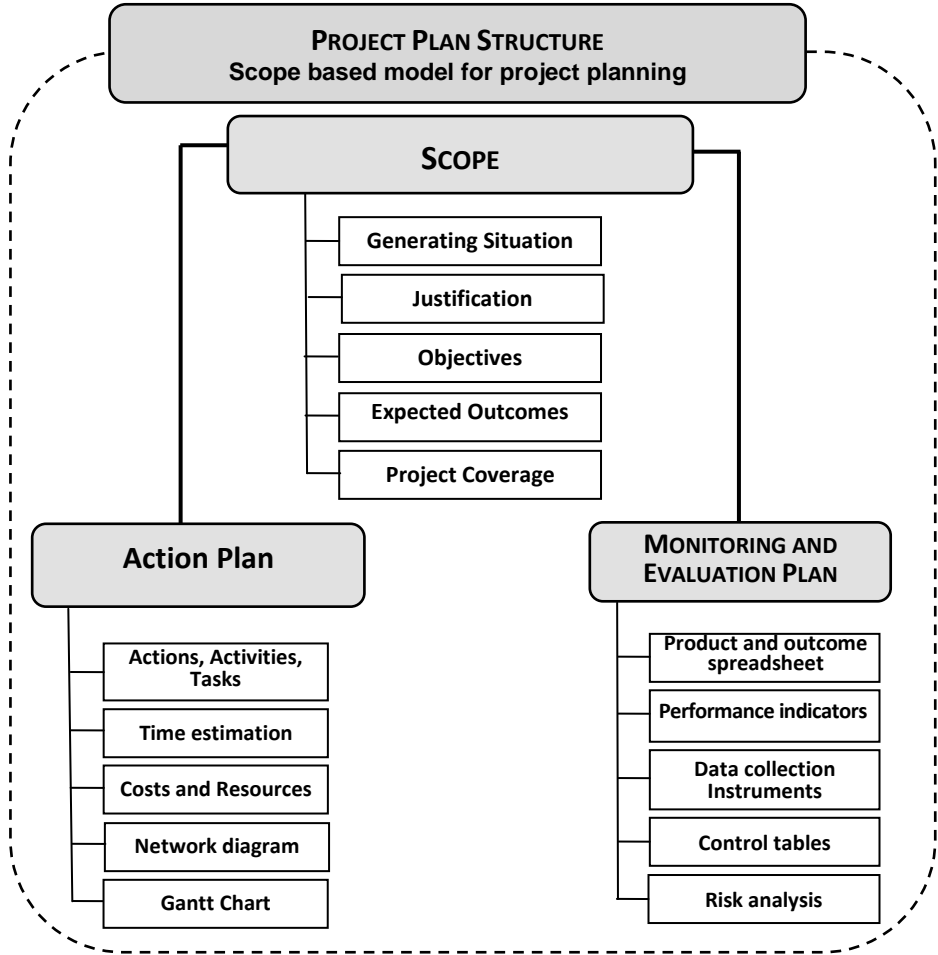 PROJECT PLAN STRUCTURE
Scope based model for project planning
SCOPE
Generating Situation
Justification
Objectives
Expected Outcomes
Project Coverage
Action Plan
Actions, Activities,
Tasks
Time estimation
Costs and Resources
Network diagram
Gantt Chart
MONITORING AND
EVALUATION PLAN
Product and outcome
spreadsheet
Performance indicators
Data collection
Instruments
Control tables
Risk analysis